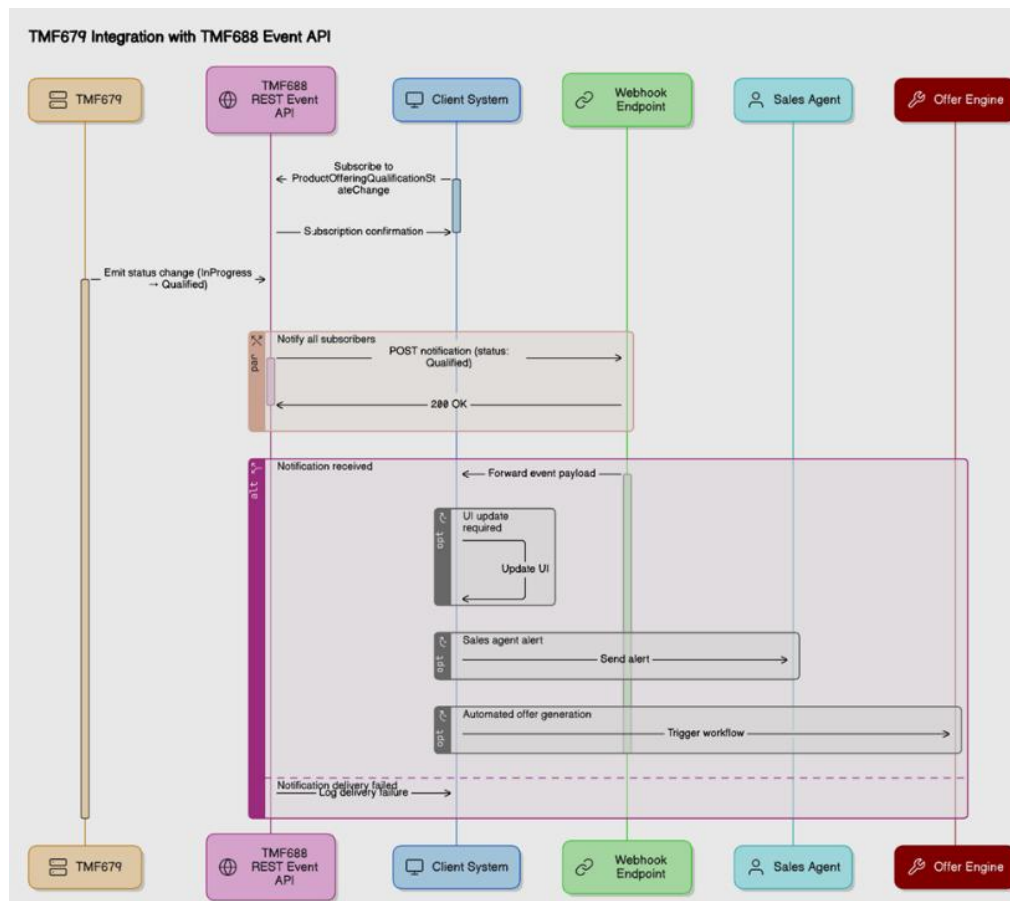 TMF679 Integration with TMF688 Event API
TMF679
TMF688
REST Event
API
Client System
Webhook
Endpoint
Sales Agent
Offer Engine
Subscribe to
ProductOfferingQualificationSt
ateChange
Subscription confirmation
Emit status change (InProgress
→ Qualified)
par
Notify all subscribers
POST notification (status:
Qualified)
200 OK
alt
Notification received
Forward event payload
opt
UI update
required
Update UI
opt
Sales agent alert
Send alert
opt
Automated offer generation
Trigger workflow
Notification delivery failed
Log delivery failure
TMF679
TMF688
REST Event
API
Client System
Webhook
Endpoint
Sales Agent
Offer Engine